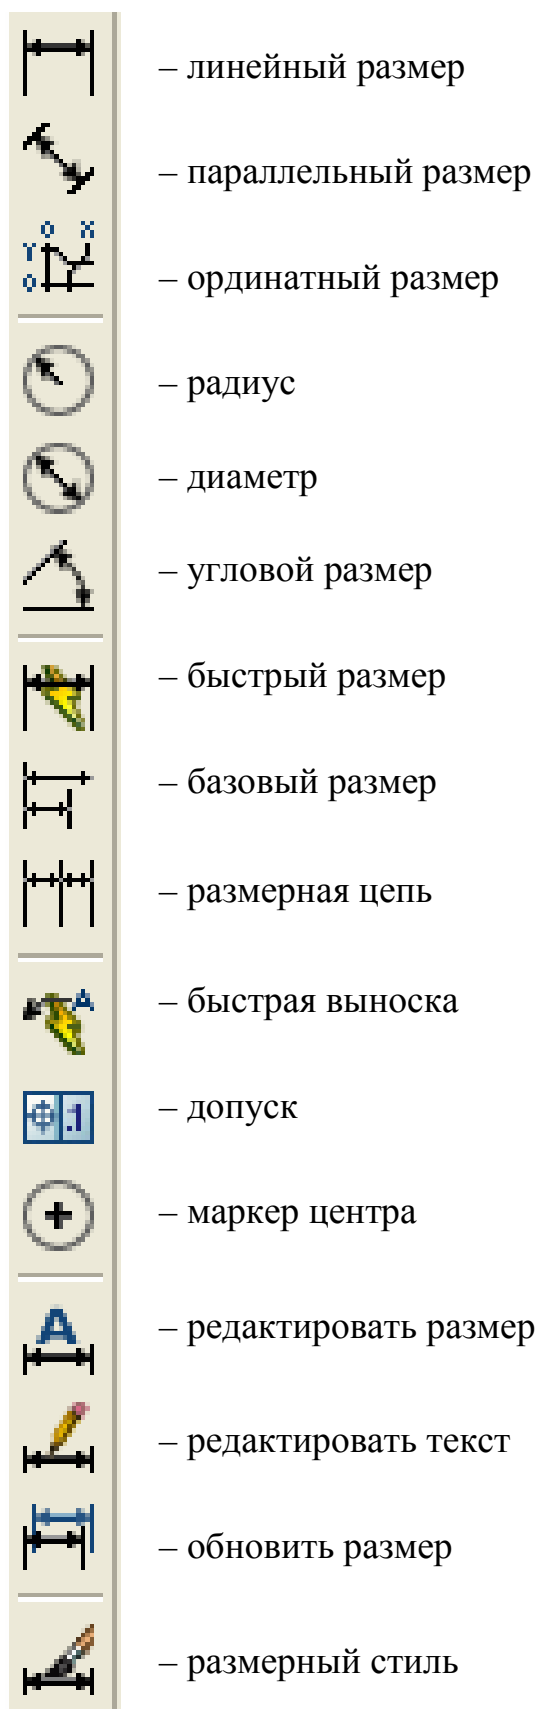 – линейный размер
– параллельный размер
O X
Y
O
– ординатный размер
– радиус
– диаметр
– угловой размер
– быстрый размер
– базовый размер
– размерная цепь
A
– быстрая выноска
.1
– допуск
– маркер центра
A
– редактировать размер
– редактировать текст
– обновить размер
– размерный стиль